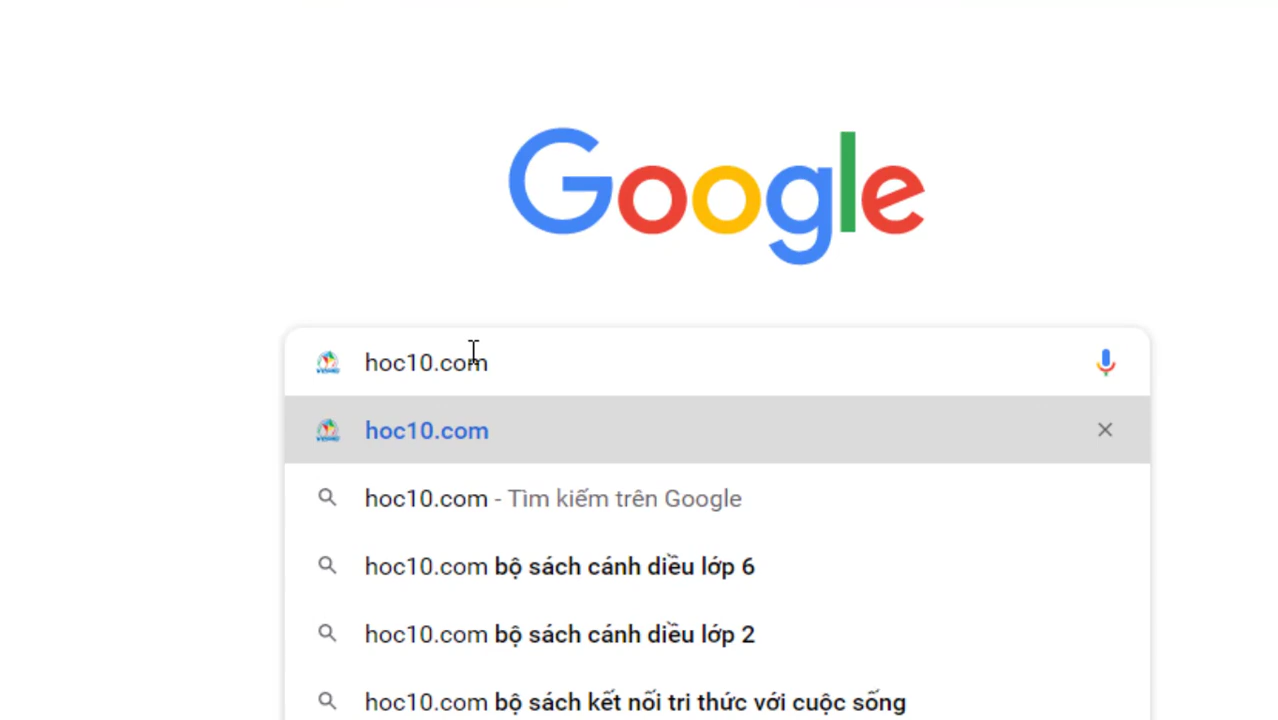 Google
hoc10.com
hoc10.com
hoc10.com - Tìm kiếm trên Google
hoc10.com bộ sách cánh diều lớp 6
hoc10.com bộ sách cánh diều lớp 2
hoc10.com bộ sách kết nối tri thức với cuộc sống